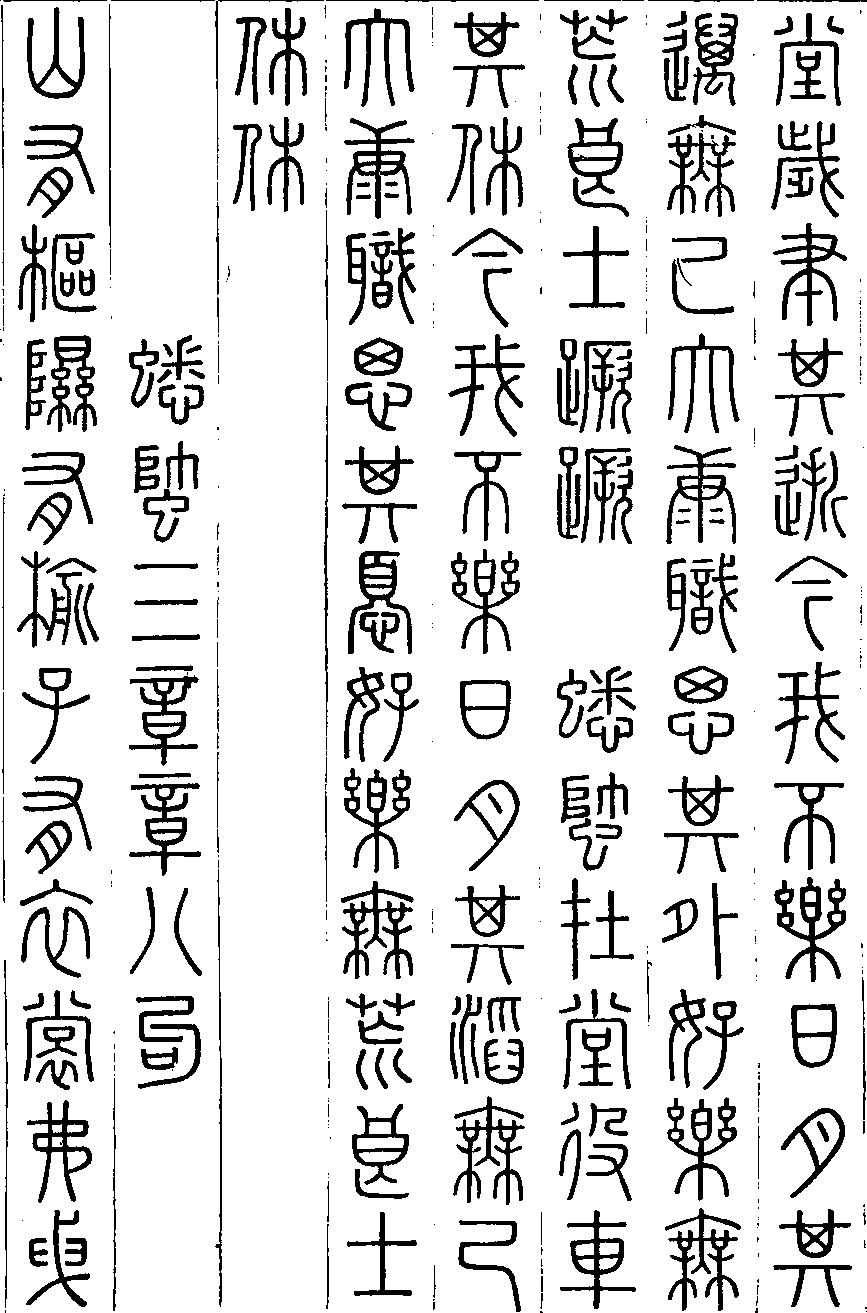 堂歲聿其逝今我不樂日月其
邁無已大康職思其外好樂無
荒良士蹶蹶　蟋蟀在堂役車
其休今我不樂日月其滔無已
大康職思其憂好樂無荒良士
休休
蟋蟀三章章八句
山有樞隰有榆子有衣裳弗曳